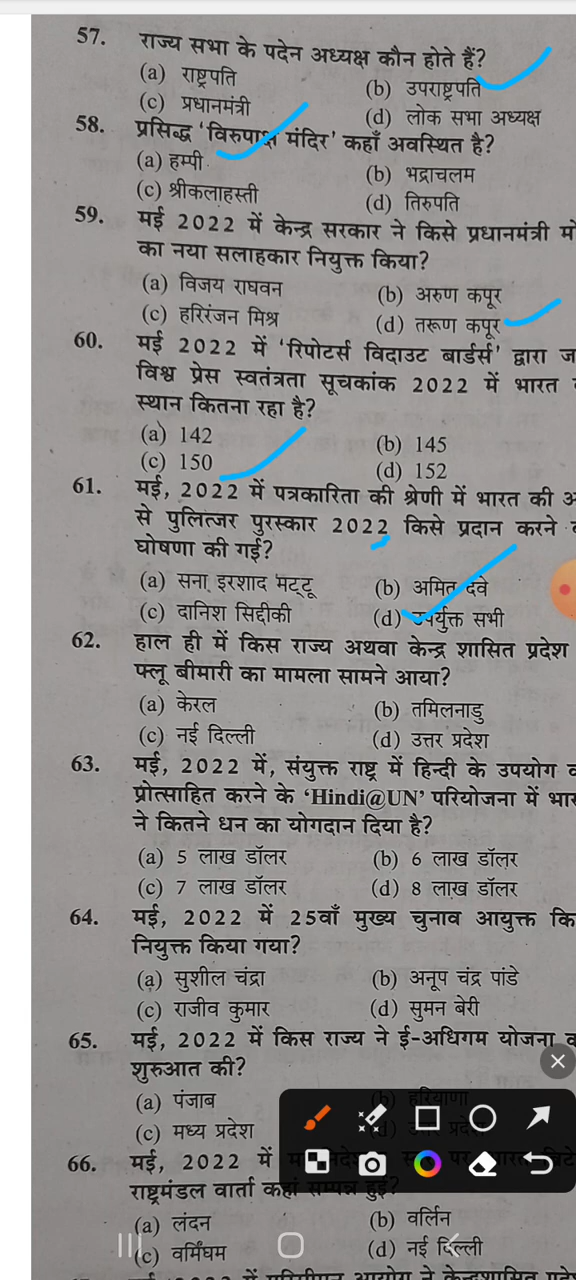 57. राज्य सभा के पदेन अध्यक्ष कौन होते हैं?
(a) राष्ट्रपति (b) उपराष्ट्रपति
(c) प्रधानमंत्री (d) लोक सभा अध्यक्ष
58. प्रसिद्ध ‘विरुपाक्ष मंदिर’ कहाँ अवस्थित है?
(a) हम्पी (b) भद्राचलम
(c) श्रीकलाहस्ती (d) तिरुपति
59. मई 2022 में केन्द्र सरकार ने किसे प्रधानमंत्री
का नया सलाहकार नियुक्त किया?
(a) विजय राघवन (b) अरुण कपूर
(c) हरिरंजन मिश्र (d) तरूण कपूर
60. मई 2022 में ‘रिपोटर्स विदाउट बार्डर्स’ द्वारा
विश्व प्रेस स्वतंत्रता सूचकांक 2022 में भारत
स्थान कितना रहा है?
(a) 142 (b) 145
(c) 150 (d) 152
61. मई, 2022 में पत्रकारिता की श्रेणी में भारत की
से पुलित्जर पुरस्कार 2022 किसे प्रदान करने
घोषणा की गई?
(a) सना इरशाद मट्टू (b) अमित देवे
(c) दानिश सिद्दीकी (d) उपर्युक्त सभी
62. हाल ही में किस राज्य अथवा केन्द्र शासित प्रदेश
फ्लू बीमारी का मामला सामने आया?
(a) केरल (b) तमिलनाडु
(c) नई दिल्ली (d) उत्तर प्रदेश
63. मई, 2022 में, संयुक्त राष्ट्र में हिन्दी के उपयोग
प्रोत्साहित करने के ‘Hindi@UN’ परियोजना में
ने कितने धन का योगदान दिया है?
(a) 5 लाख डॉलर (b) 6 लाख डॉलर
(c) 7 लाख डॉलर (d) 8 लाख डॉलर
64. मई, 2022 में 25वाँ मुख्य चुनाव आयुक्त
नियुक्त किया गया?
(a) सुशील चंद्रा (b) अनूप चंद्र पांडे
(c) राजीव कुमार (d) सुमन बेरी
65. मई, 2022 में किस राज्य ने ई-अधिगम योजना
शुरुआत की?
(a) पंजाब (b) हरियाणा
(c) मध्य प्रदेश (d) उत्तर प्रदेश
66. मई, 2022 में पर
राष्ट्रमंडल वार्ता कहां सम्पन्न हुई?
(a) लंदन (b) बर्लिन
(c) बर्मिंघम (d) नई दिल्ली